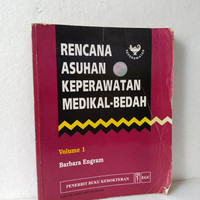 RENCANA
ASUHAN
KEPERAWATAN
MEDIKAL-BEDAH
Volume 1
Barbara Engram
PENERBIT BUKU KEDOKTERAN
EGC